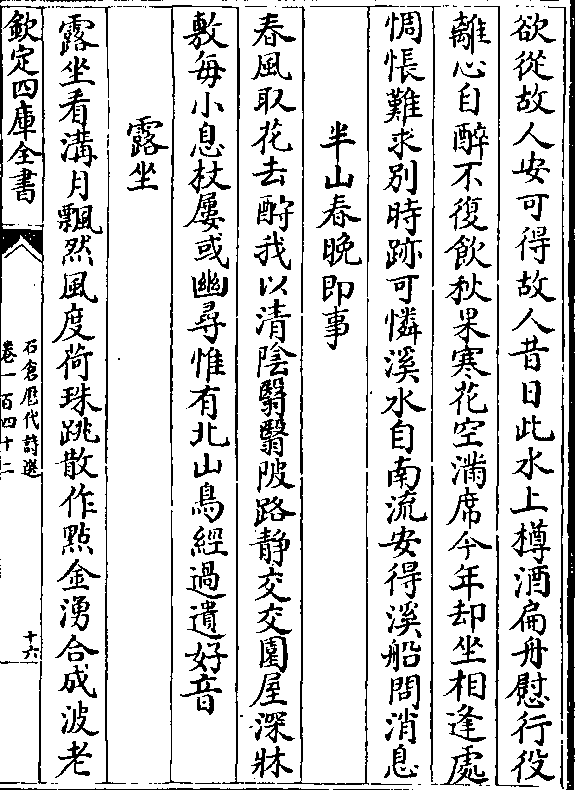 欲從故人安可得故人昔日此水上樽酒扁舟慰行役
離心自醉不復飲秋果寒花空滿席今年却坐相逢處
惆悵難求別時跡可憐溪水自南流安得溪船問消息
半山春晚即事
春風取花去酧我以清陰翳翳陂路静交交園屋深牀
敷每小息杖屨或幽尋惟有北山鳥經過遺好音
露坐
露坐看溝月飄然風度荷珠跳散作㸃金湧合成波老
欽定四庫全書
石倉歷代詩選
卷一百四十二
十六